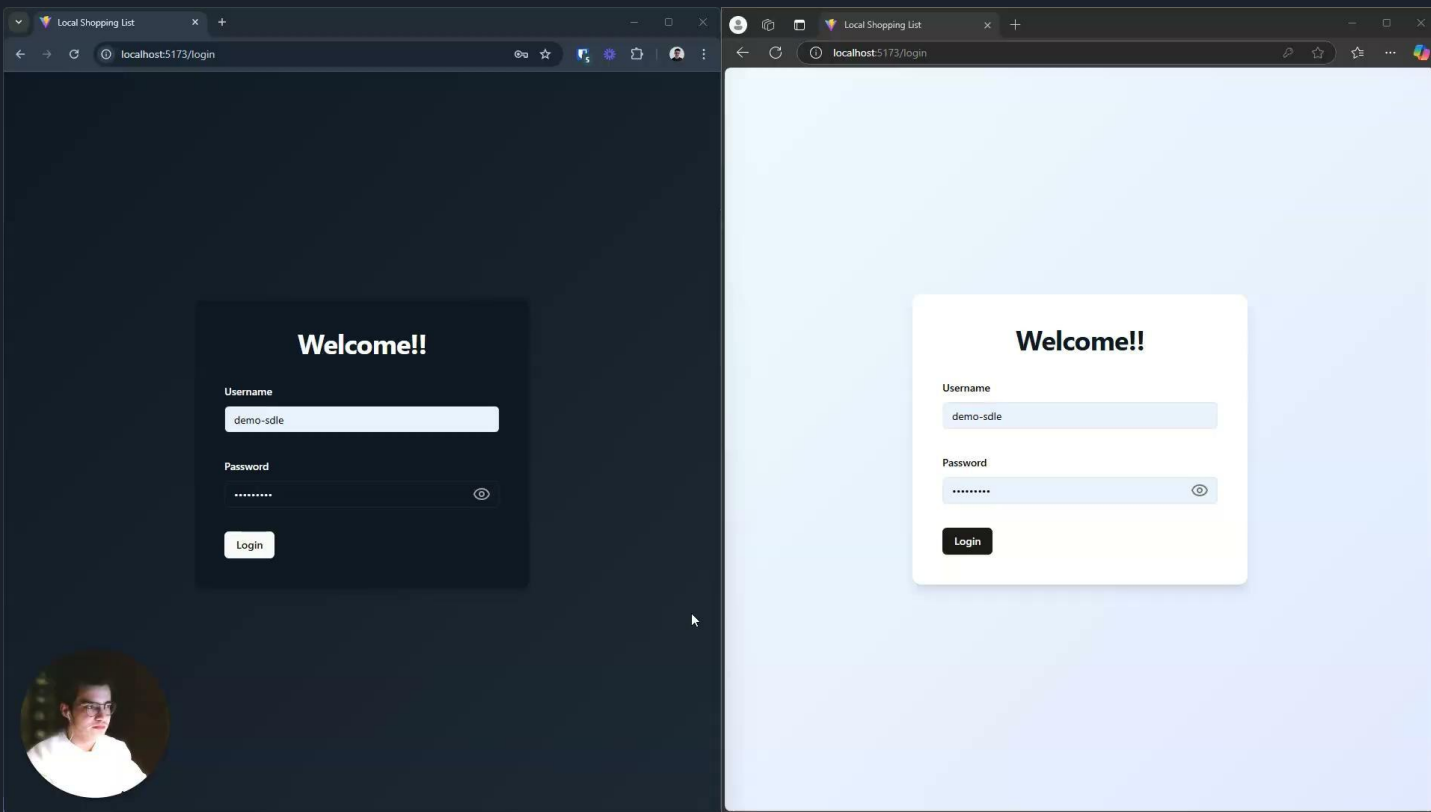 Local Shopping List
localhost:5173/login
Welcome!!
Username
demo-sdle
Password
•••••••••
Login
Local Shopping List
localhost:5173/login
Welcome!!
Username
demo-sdle
Password
•••••••••
Login